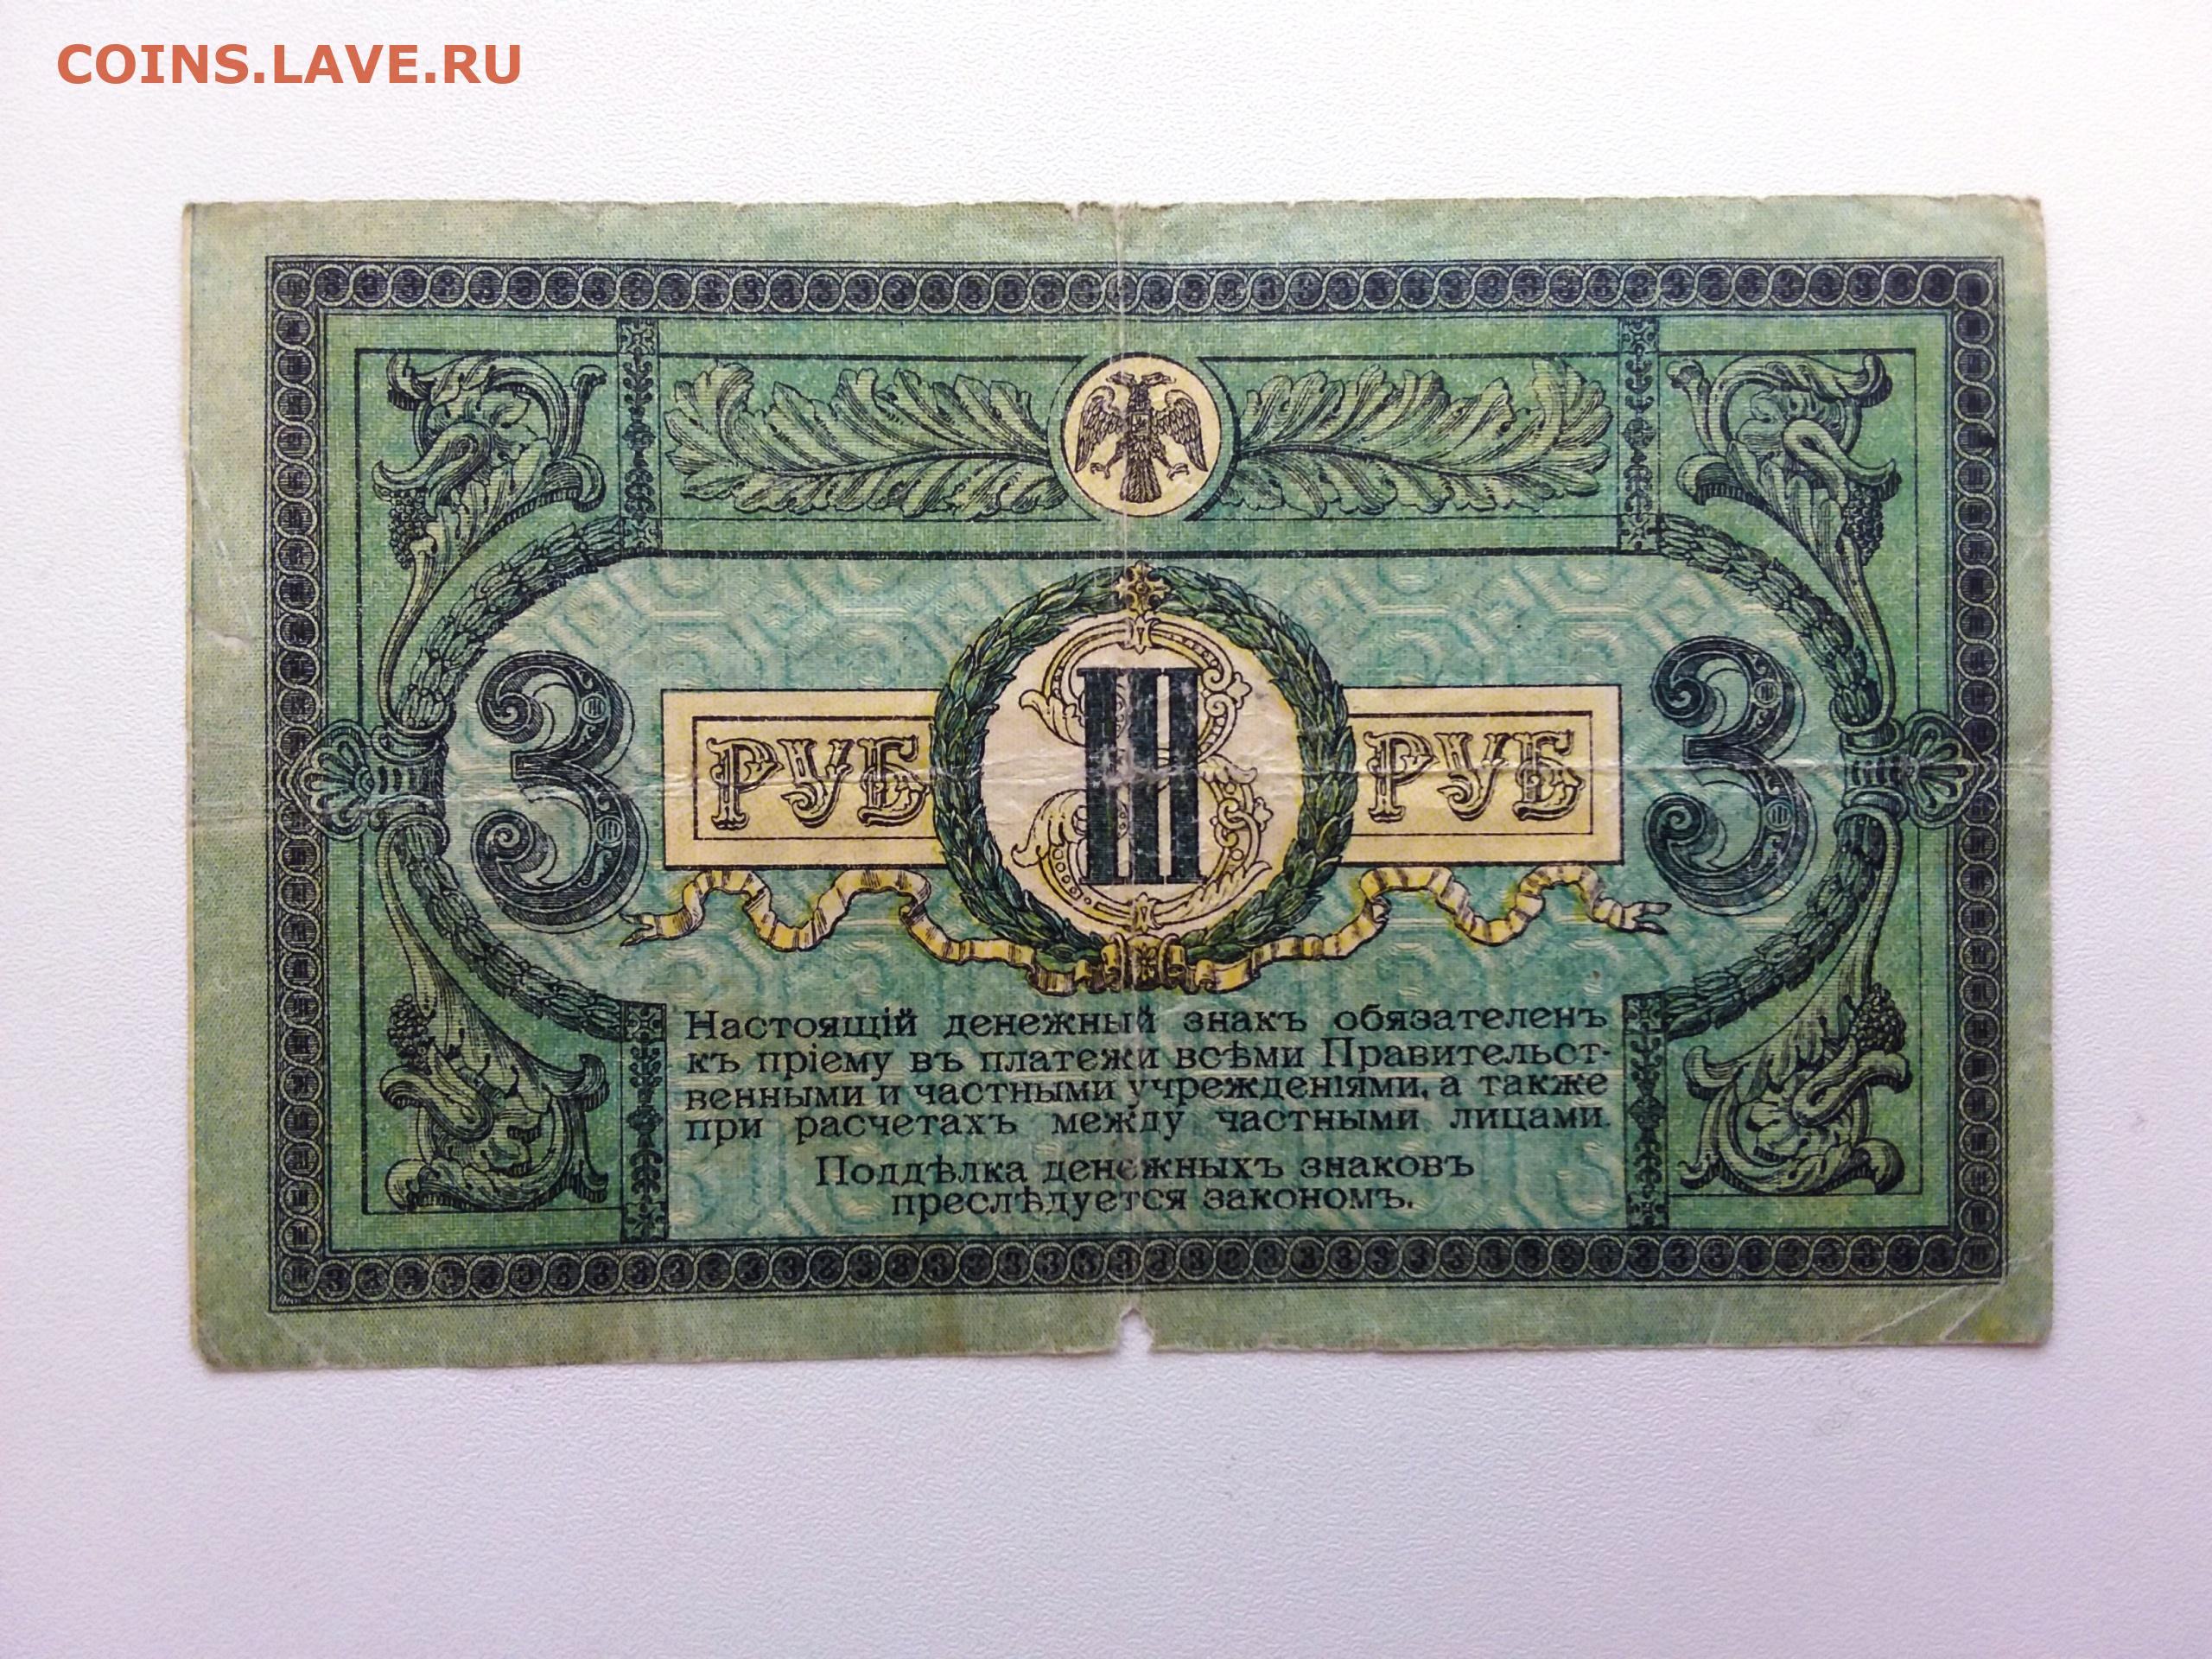 COINS.LAVE.RU
3 РУБ III РУБ 3
Настоящій денежный знакъ обязателенъ
къ пріему въ платежи всѣми Правительст-
венными и частными учрежденіями, а также
при расчетахъ между частными лицами.
Поддѣлка денежныхъ знаковъ
преслѣдуется закономъ.